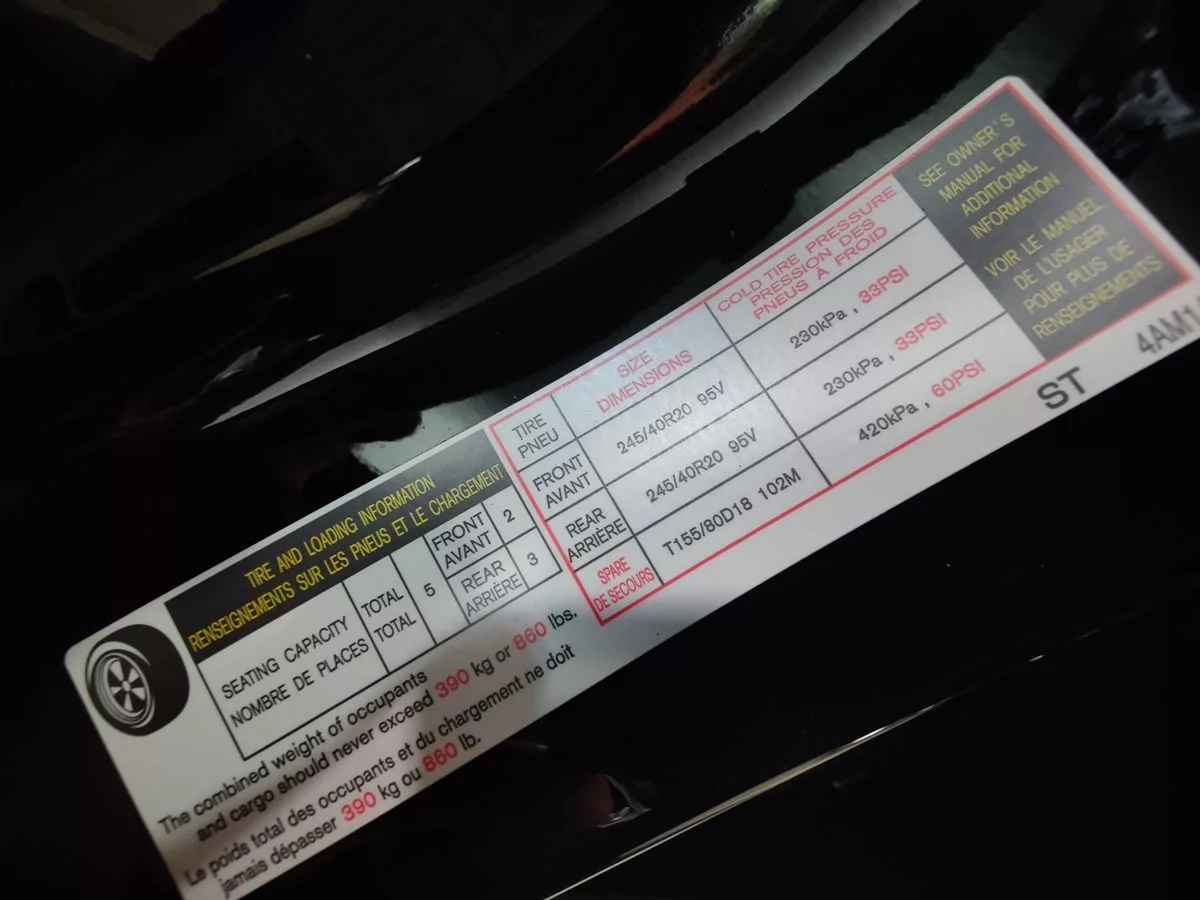 TIRE AND LOADING INFORMATION
RENSEIGNEMENTS SUR LES PNEUS ET LE CHARGEMENT
SEATING CAPACITY
NOMBRE DE PLACES
TOTAL
TOTAL
5
FRONT
AVANT
2
REAR
ARRIÈRE
3
The combined weight of occupants
and cargo should never exceed 390 kg or 860 lbs.
Le poids total des occupants et du chargement ne doit
jamais dépasser 390 kg ou 860 lb.
TIRE
PNEU
SIZE
DIMENSIONS
COLD TIRE PRESSURE
PRESSION DES
PNEUS À FROID
FRONT
AVANT
245/40R20 95V
230kPa , 33PSI
REAR
ARRIÈRE
245/40R20 95V
230kPa , 33PSI
SPARE
DE SECOURS
T155/80D18 102M
420kPa , 60PSI
SEE OWNER'S
MANUAL FOR
ADDITIONAL
INFORMATION
VOIR LE MANUEL
DE L'USAGER
POUR PLUS DE
RENSEIGNEMENTS
ST
4AM1